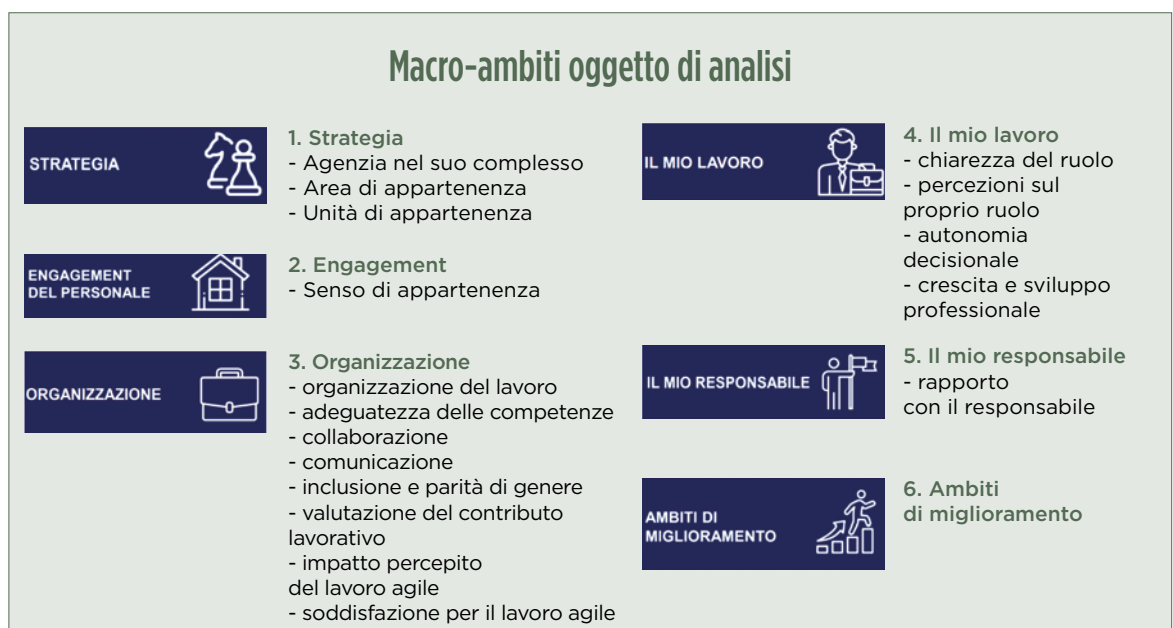 Macro-ambiti oggetto di analisi
STRATEGIA
1. Strategia
- Agenzia nel suo complesso
- Area di appartenenza
- Unità di appartenenza
ENGAGEMENT
DEL PERSONALE
2. Engagement
- Senso di appartenenza
ORGANIZZAZIONE
3. Organizzazione
- organizzazione del lavoro
- adeguatezza delle competenze
- collaborazione
- comunicazione
- inclusione e parità di genere
- valutazione del contributo
lavorativo
- impatto percepito
del lavoro agile
- soddisfazione per il lavoro agile
IL MIO LAVORO
4. Il mio lavoro
- chiarezza del ruolo
- percezioni sul
proprio ruolo
- autonomia
decisionale
- crescita e sviluppo
professionale
IL MIO RESPONSABILE
5. Il mio responsabile
- rapporto
con il responsabile
AMBITI DI
MIGLIORAMENTO
6. Ambiti
di miglioramento